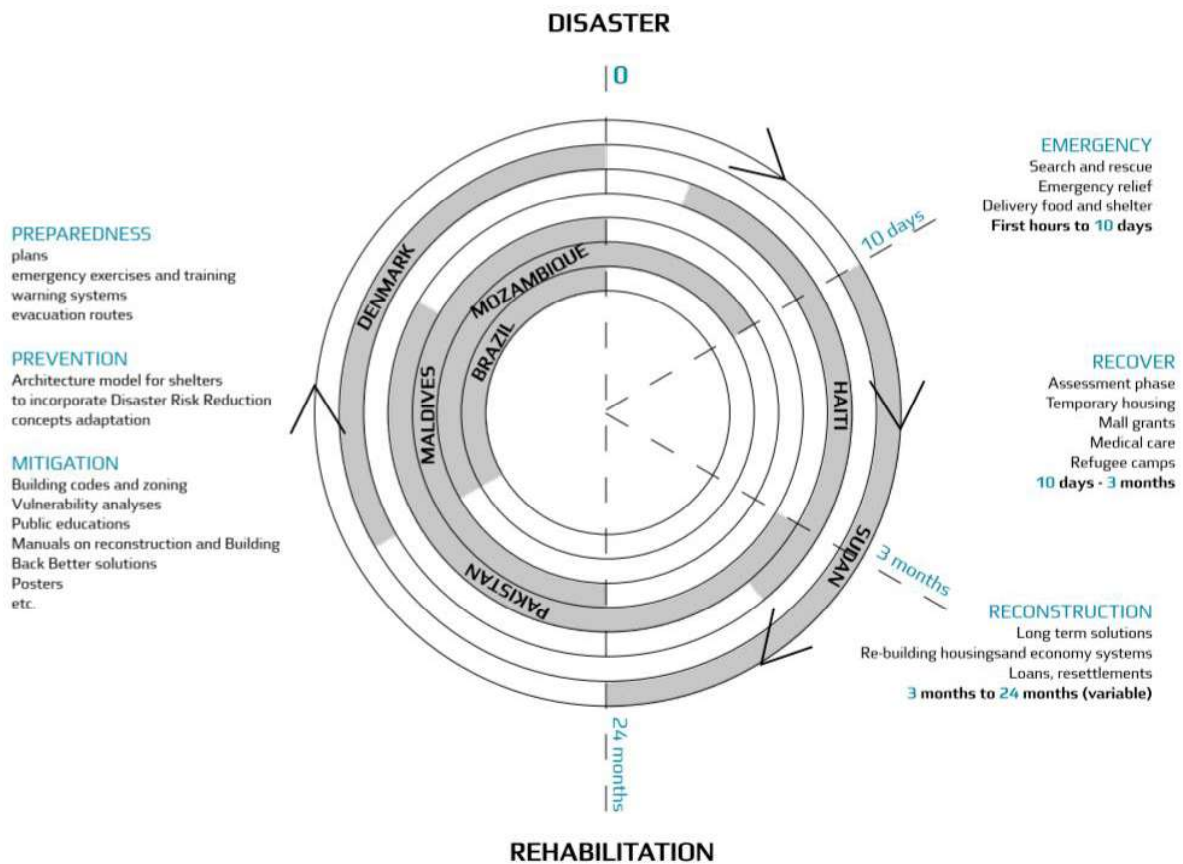 DISASTER
0
EMERGENCY
Search and rescue
Emergency relief
Delivery food and shelter
First hours to 10 days
10 days
PREPAREDNESS
plans
emergency exercises and training
warning systems
evacuation routes
PREVENTION
Architecture model for shelters
to incorporate Disaster Risk Reduction
concepts adaptation
MITIGATION
Building codes and zoning
Vulnerability analyses
Public educations
Manuals on reconstruction and Building
Back Better solutions
Posters
etc.
DENMARK
MOZAMBIQUE
BRAZIL
MALDIVES
HAITI
PAKISTAN
SUDAN
RECOVER
Assessment phase
Temporary housing
Mall grants
Medical care
Refugee camps
10 days - 3 months
3 months
RECONSTRUCTION
Long term solutions
Re-building housingsand economy systems
Loans, resettlements
3 months to 24 months (variable)
24 months
REHABILITATION